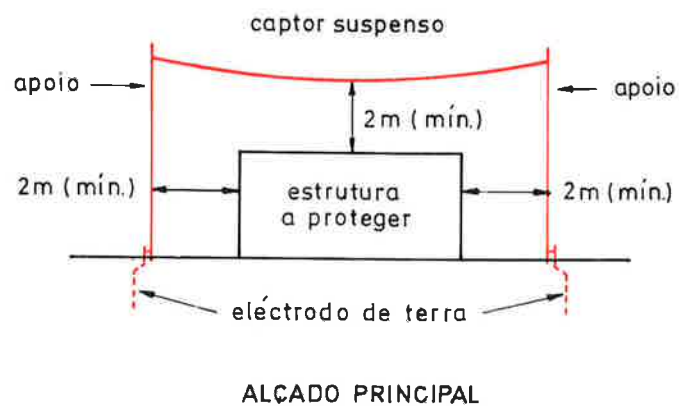 captor suspenso
apoio
apoio
2m (mín.)
2m (mín.)
estrutura
a proteger
2m (mín.)
eléctrodo de terra
ALÇADO PRINCIPAL